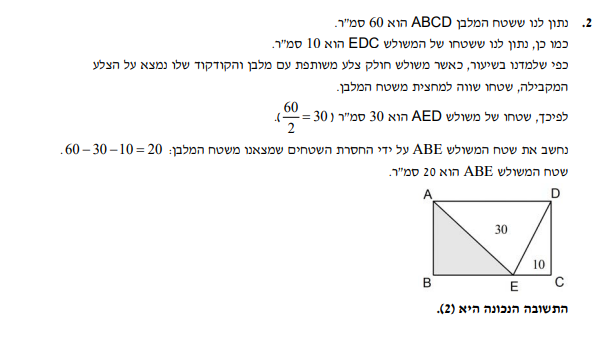 2. נתון לנו ששטח המלבן ABCD הוא 60 סמ"ר.
כמו כן, נתון לנו ששטחו של המשולש EDC הוא 10 סמ"ר.
כפי שלמדנו בשיעור, כאשר משולש חולק צלע משותפת עם מלבן והקודקוד שלו נמצא על הצלע
המקבילה, שטחו שווה למחצית משטח המלבן.
לפיכך, שטחו של משולש AED הוא 30 סמ"ר (60/2 = 30).
נחשב את שטח המשולש ABE על ידי החסרת השטחים שמצאנו משטח המלבן: 60 − 30 − 10 = 20.
שטח המשולש ABE הוא 20 סמ"ר.
A D
30
10
B E C
התשובה הנכונה היא (2).